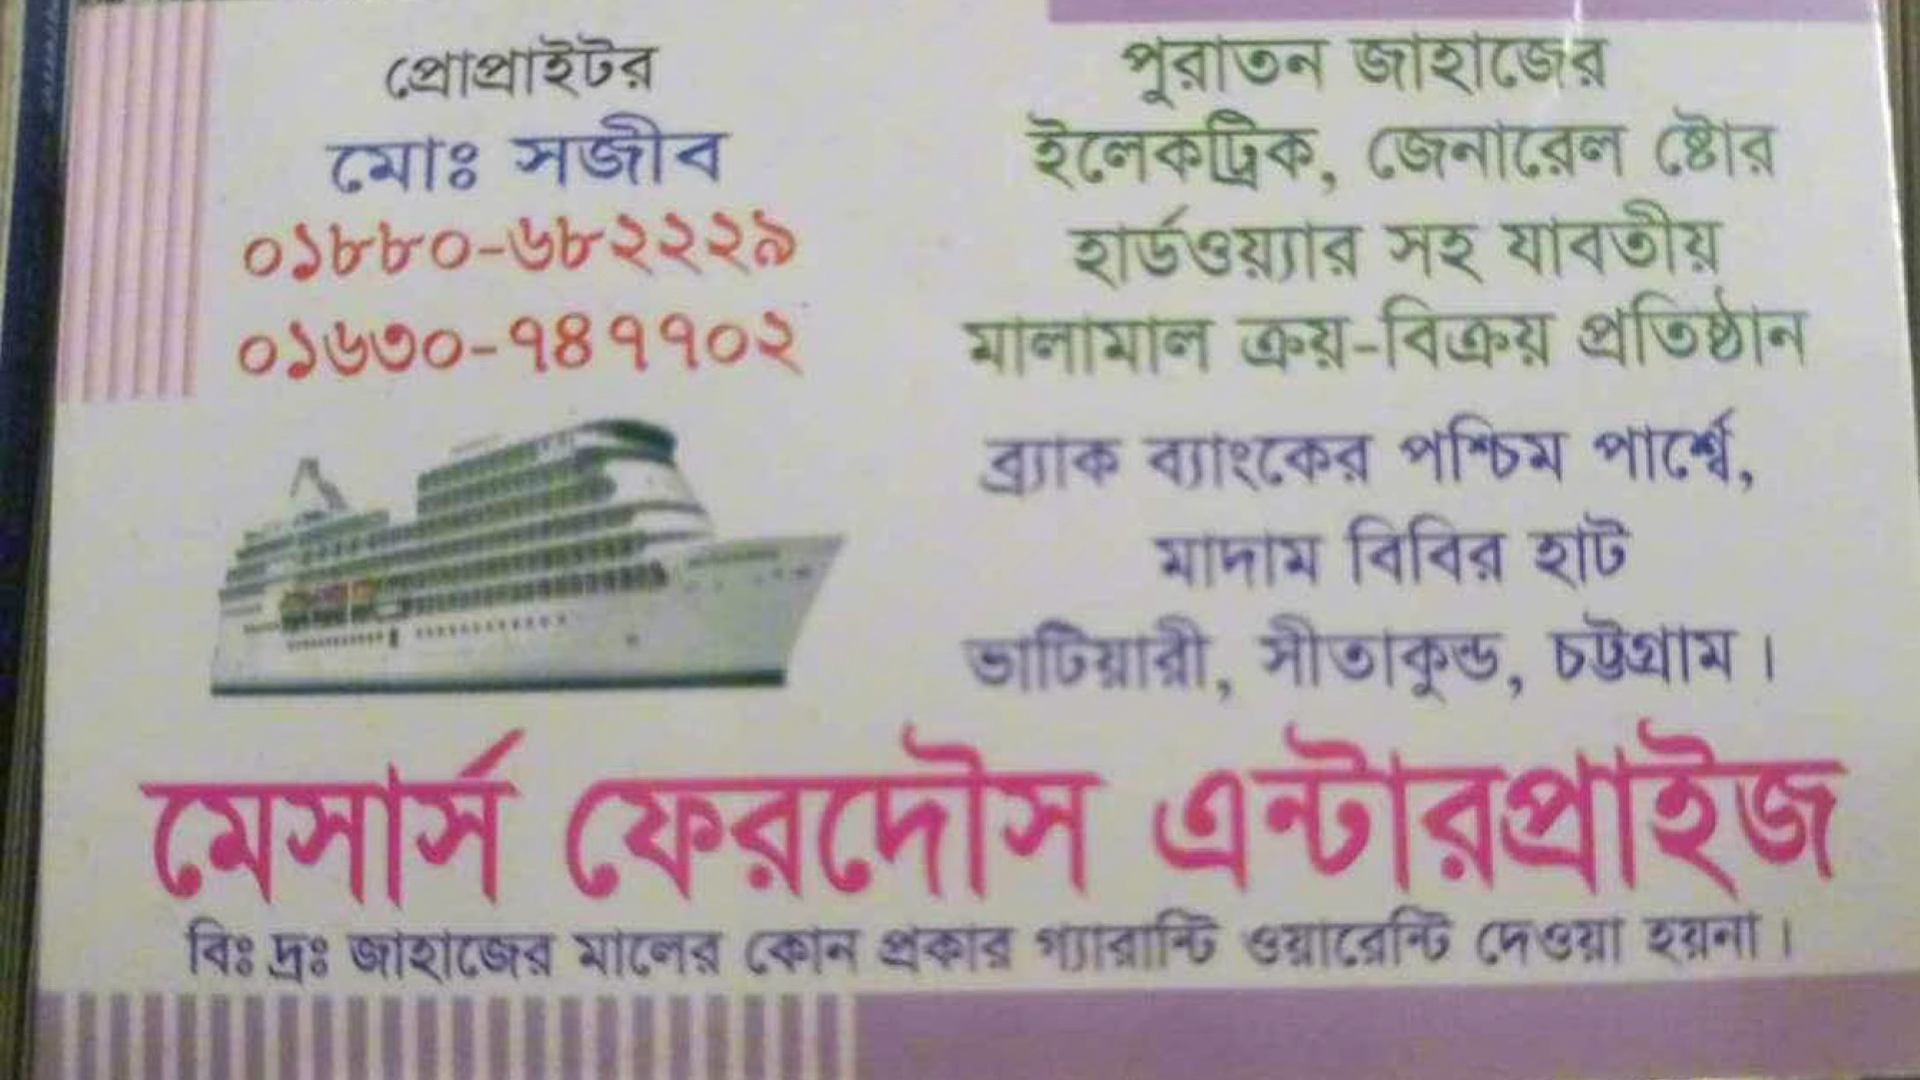 প্রোপ্রাইটর
মোঃ সজীব
০১৮৮০-৬৮২২২৯
০১৬৩০-৭৪৭৭০২
পুরাতন জাহাজের
ইলেকট্রিক, জেনারেল ষ্টোর
হার্ডওয়্যার সহ যাবতীয়
মালামাল ক্রয়-বিক্রয় প্রতিষ্ঠান
ব্র্যাক ব্যাংকের পশ্চিম পার্শ্বে,
মাদাম বিবির হাট
ভাটিয়ারী, সীতাকুন্ড, চট্টগ্রাম।
মেসার্স ফেরদৌস এন্টারপ্রাইজ
বিঃ দ্রঃ জাহাজের মালের কোন প্রকার গ্যারান্টি ওয়ারেন্টি দেওয়া হয়না।